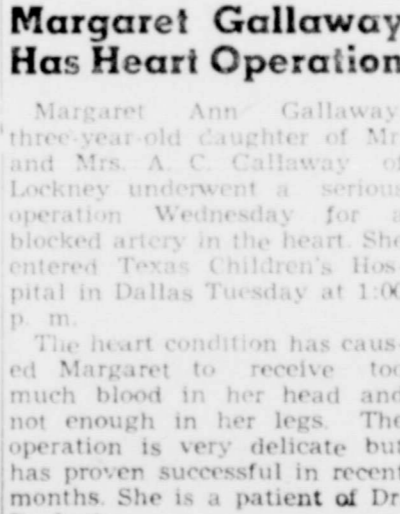 Margaret Gallaway
Has Heart Operation
Margaret Ann Gallaway
three-year-old daughter of Mr
and Mrs. A. C. Callaway of
Lockney underwent a serious
operation Wednesday for a
blocked artery in the heart. She
entered Texas Children's Hos-
pital in Dallas Tuesday at 1:00
p. m.
The heart condition has caus-
ed Margaret to receive too
much blood in her head and
not enough in her legs. The
operation is very delicate but
has proven successful in recent
months. She is a patient of Dr